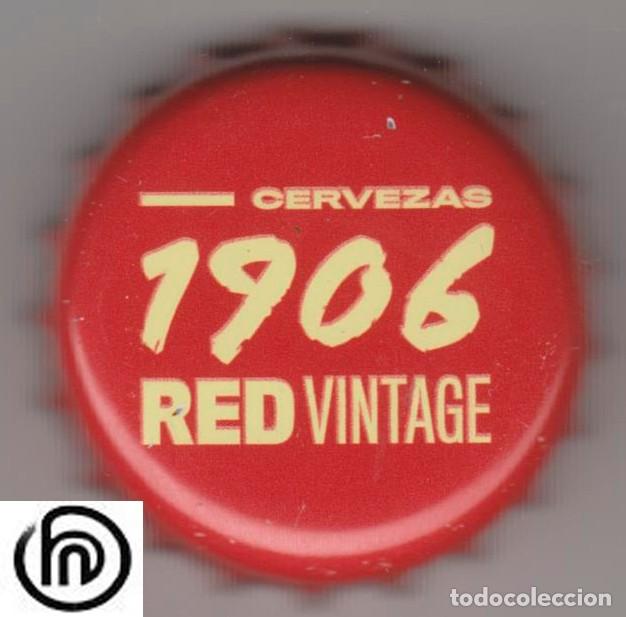 CERVEZAS
1906
RED VINTAGE
todocoleccion